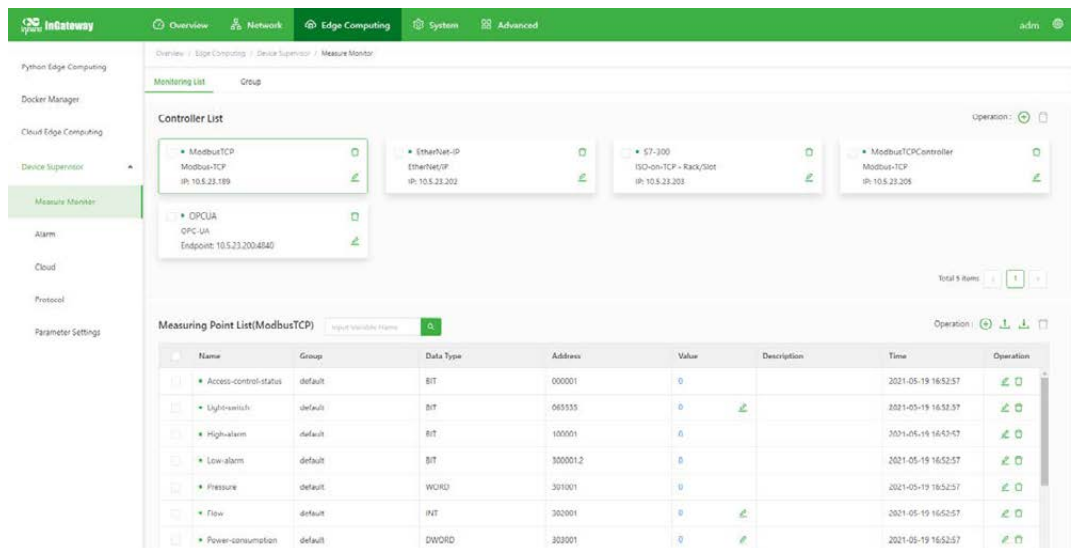 inhand InGateway Overview Network Edge Computing System Advanced adm
Overview / Edge Computing / Device Supervisor / Measure Monitor
Python Edge Computing
Docker Manager
Cloud Edge Computing
Device Supervisor
Measure Monitor
Alarm
Cloud
Protocol
Parameter Settings
Monitoring List Group
Controller List Operation:
ModbusTCP
Modbus-TCP
IP: 10.5.23.189
EtherNet-IP
EtherNet/IP
IP: 10.5.23.202
S7-300
ISO-on-TCP - Rack/Slot
IP: 10.5.23.203
ModbusTCPController
Modbus-TCP
IP: 10.5.23.205
OPCUA
OPC-UA
Endpoint: 10.5.23.200:4840
Total 5 items 1
Measuring Point List(ModbusTCP) Input Variable Name Operation:
Name Group Data Type Address Value Description Time Operation
Access-control-status default BIT 000001 0 2021-05-19 16:52:57
Light-switch default BIT 065535 0 2021-05-19 16:52:57
High-alarm default BIT 100001 0 2021-05-19 16:52:57
Low-alarm default BIT 300001.2 0 2021-05-19 16:52:57
Pressure default WORD 301001 0 2021-05-19 16:52:57
Flow default INT 302001 0 2021-05-19 16:52:57
Power-consumption default DWORD 303001 0 2021-05-19 16:52:57